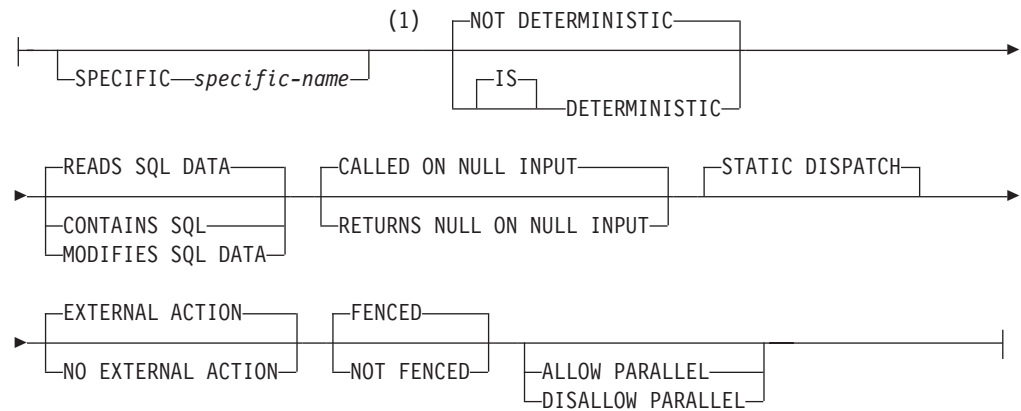 (1) NOT DETERMINISTIC
SPECIFIC specific-name IS
DETERMINISTIC
READS SQL DATA CALLED ON NULL INPUT STATIC DISPATCH
CONTAINS SQL RETURNS NULL ON NULL INPUT
MODIFIES SQL DATA
EXTERNAL ACTION FENCED
NO EXTERNAL ACTION NOT FENCED ALLOW PARALLEL
DISALLOW PARALLEL